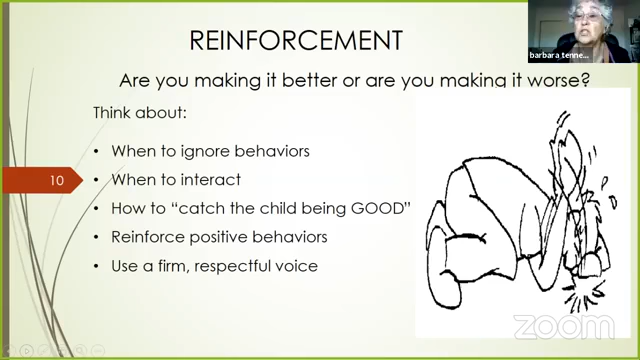 REINFORCEMENT
Are you making it better or are you making it worse?
Think about:
• When to ignore behaviors
• When to interact
• How to “catch the child being GOOD”
• Reinforce positive behaviors
• Use a firm, respectful voice
10
barbara tenne...
zoom